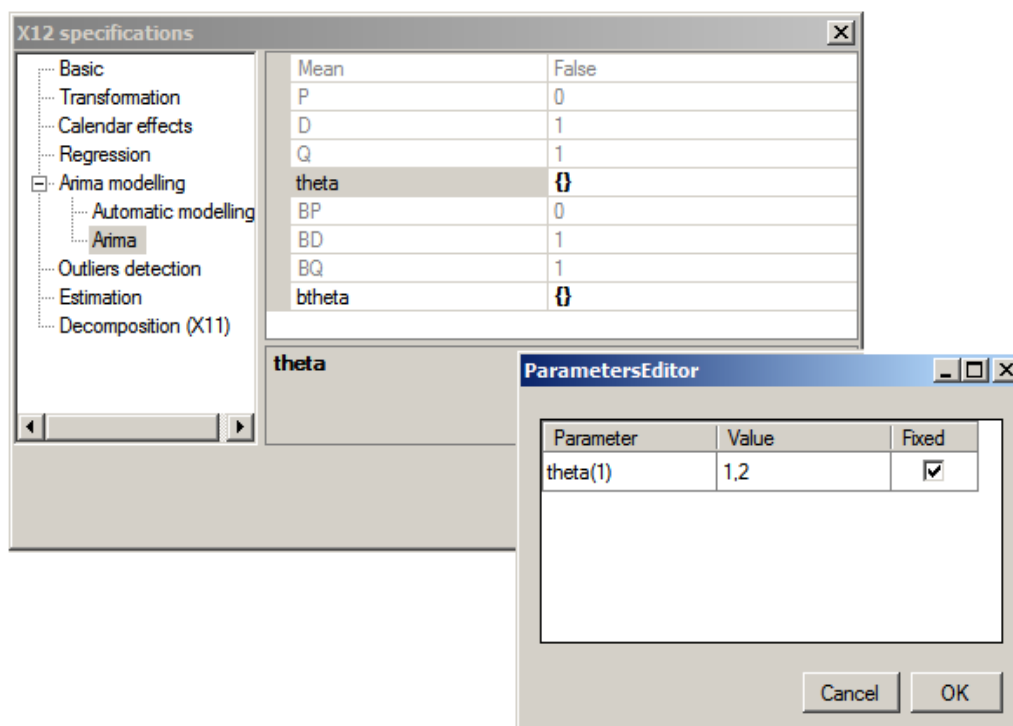 X12 specifications
Basic
Transformation
Calendar effects
Regression
Arima modelling
Automatic modelling
Arima
Outliers detection
Estimation
Decomposition (X11)
Mean False
P 0
D 1
Q 1
theta {}
BP 0
BD 1
BQ 1
btheta {}
theta
ParametersEditor
Parameter Value Fixed
theta(1) 1,2
Cancel OK